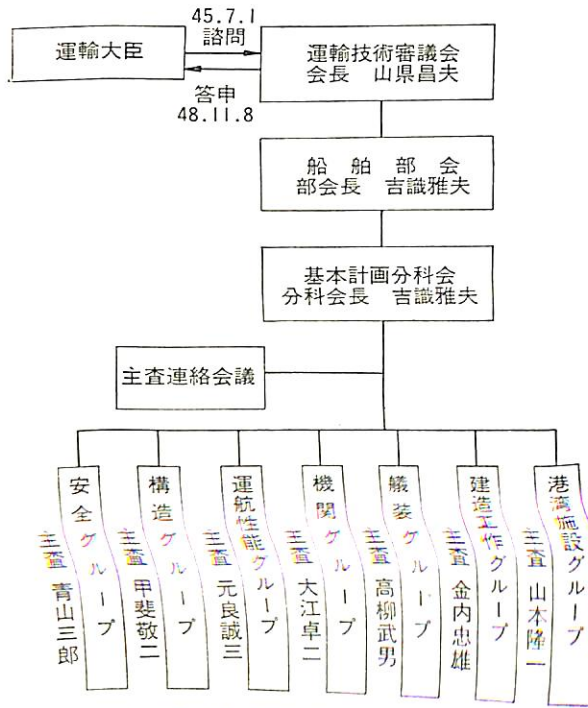 45.7.1
諮問
運輸大臣
答申
48.11.8
運輸技術審議会
会長 山県昌夫
船舶部会
部会長 吉識雅夫
基本計画分科会
分科会長 吉識雅夫
主査連絡会議
安全グループ
主査 青山三郎
構造グループ
主査 甲斐敬二
運航性能グループ
主査 元良誠三
機関グループ
主査 大江卓二
艤装グループ
主査 高柳武男
建造工作グループ
主査 金内忠雄
港湾施設グループ
主査 山本隆一